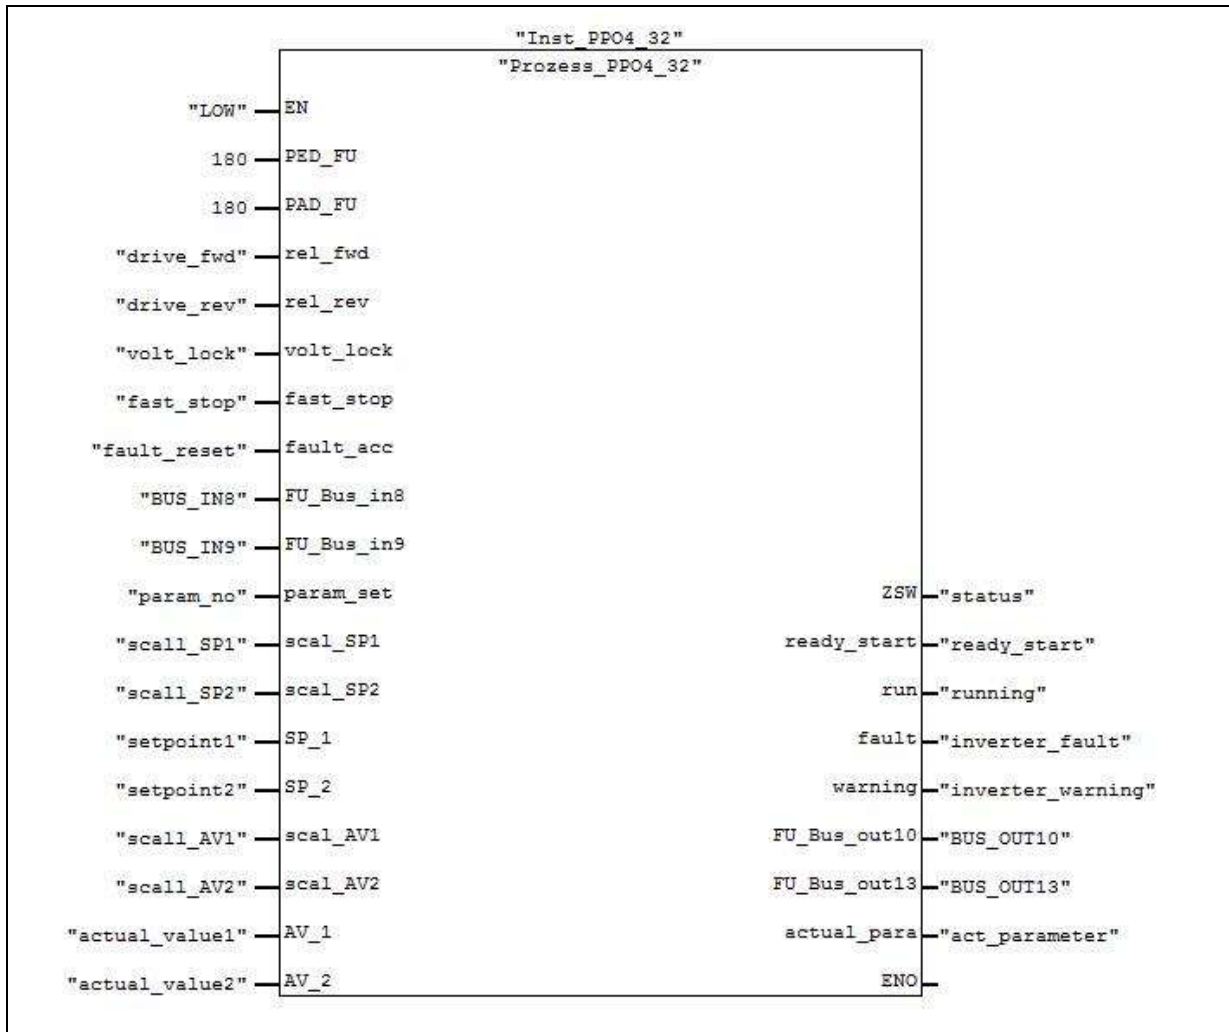 "Inst_PPO4_32"
"Prozess_PPO4_32"
"LOW" EN
180 PED_FU
180 PAD_FU
"drive_fwd" rel_fwd
"drive_rev" rel_rev
"volt_lock" volt_lock
"fast_stop" fast_stop
"fault_reset" fault_acc
"BUS_IN8" FU_Bus_in8
"BUS_IN9" FU_Bus_in9
"param_no" param_set ZSW "status"
"scall_SP1" scal_SP1 ready_start "ready_start"
"scall_SP2" scal_SP2 run "running"
"setpoint1" SP_1 fault "inverter_fault"
"setpoint2" SP_2 warning "inverter_warning"
"scall_AV1" scal_AV1 FU_Bus_out10 "BUS_OUT10"
"scall_AV2" scal_AV2 FU_Bus_out13 "BUS_OUT13"
"actual_value1" AV_1 actual_para "act_parameter"
"actual_value2" AV_2 ENO